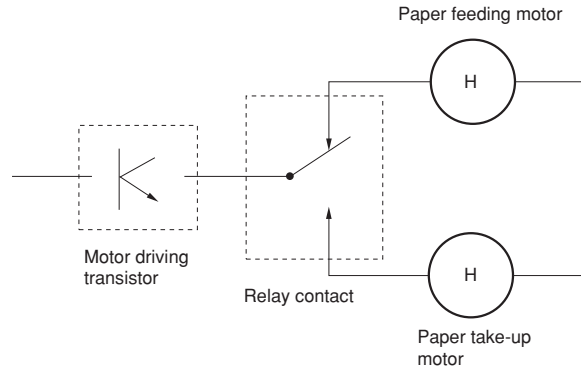 Paper feeding motor
H
Motor driving
transistor
Relay contact
H
Paper take-up
motor